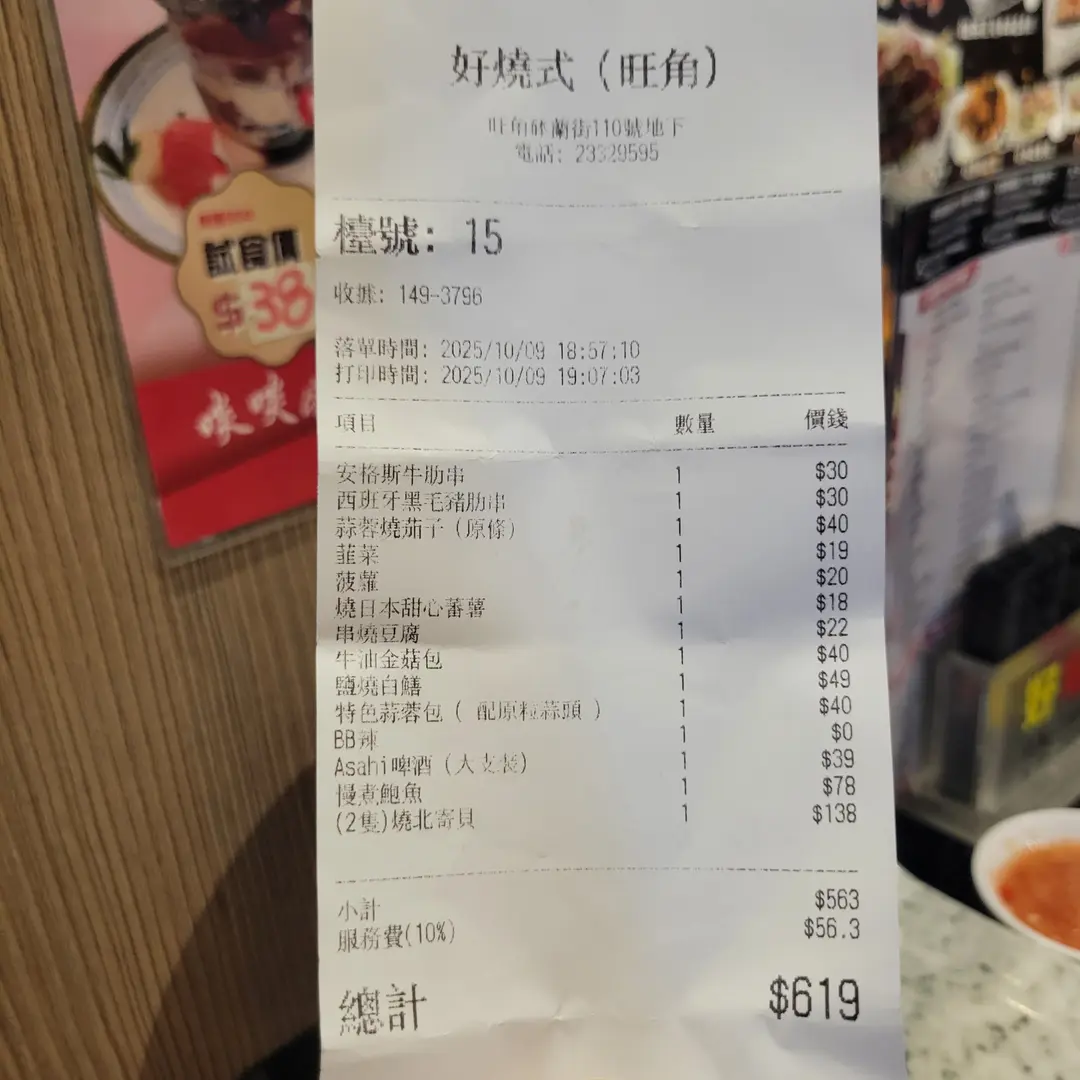 好燒式（旺角）
旺角砵蘭街110號地下
電話: 23329595
檯號: 15
收據: 149-3796
落單時間: 2025/10/09 18:57:10
打印時間: 2025/10/09 19:07:03
項目 數量 價錢
安格斯牛肋串 1 $30
西班牙黑毛豬肋串 1 $30
蒜蓉燒茄子（原條） 1 $40
韮菜 1 $19
菠蘿 1 $20
燒日本甜心蕃薯 1 $18
串燒豆腐 1 $22
牛油金菇包 1 $40
鹽燒白鱔 1 $49
特色蒜蓉包（ 配原粒蒜頭 ） 1 $40
BB辣 1 $0
Asahi啤酒（大支裝） 1 $39
慢煮鮑魚 1 $78
(2隻)燒北寄貝 1 $138
小計 $563
服務費(10%) $56.3
總計 $619
試食價
$38